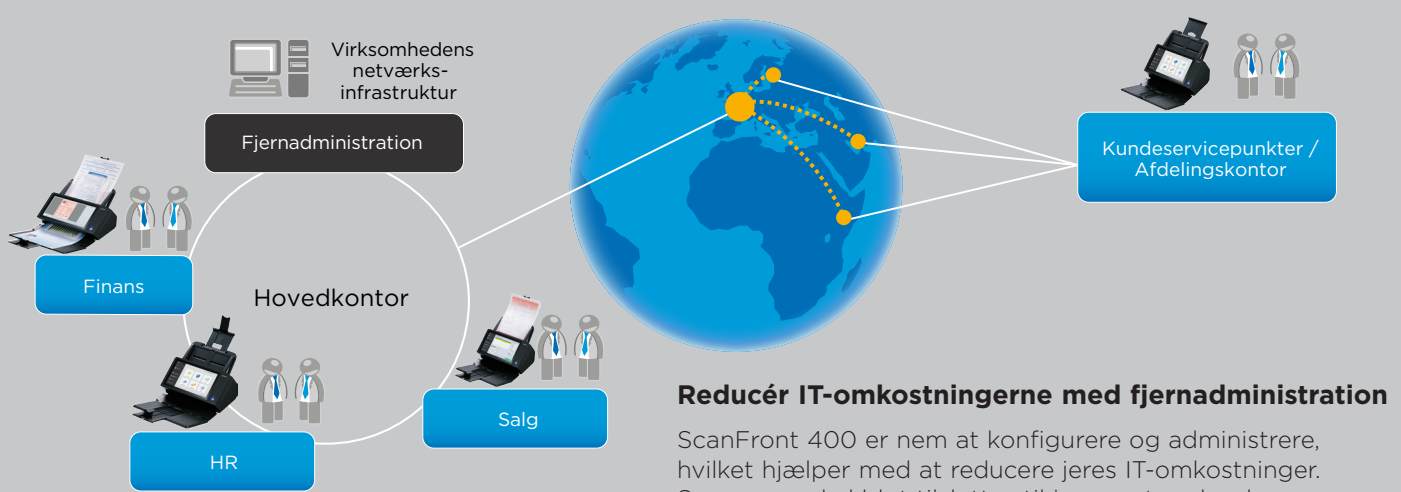 Virksomhedens
netværks-
infrastruktur
Fjernadministration
Finans
Hovedkontor
HR
Salg
Kundeservicepunkter /
Afdelingskontor
Reducér IT-omkostningerne med fjernadministration
ScanFront 400 er nem at konfigurere og administrere,
hvilket hjælper med at reducere jeres IT-omkostninger.